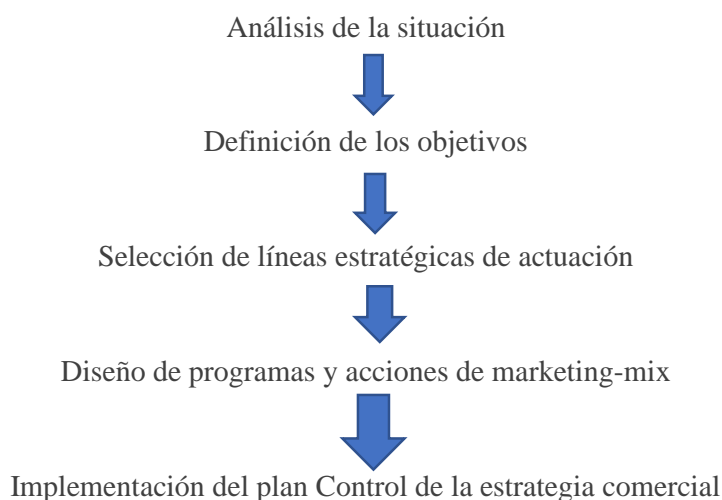 Análisis de la situación
Definición de los objetivos
Selección de líneas estratégicas de actuación
Diseño de programas y acciones de marketing-mix
Implementación del plan Control de la estrategia comercial